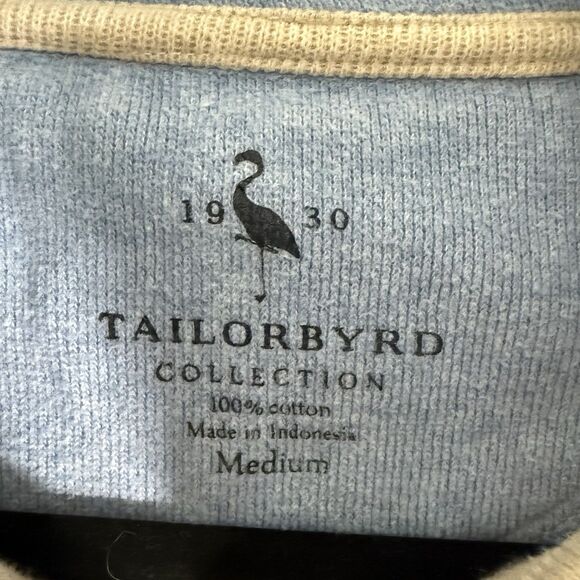 19 30
TAILORBYRD
COLLECTION
100% cotton
Made in Indonesia
Medium